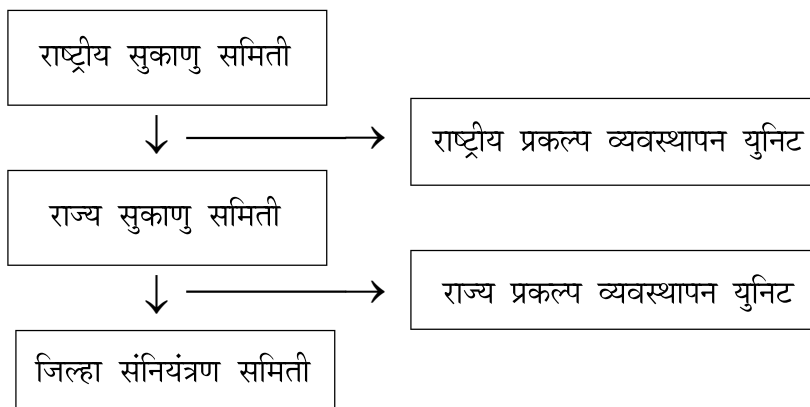 राष्ट्रीय सुकाणु समिती
राष्ट्रीय प्रकल्प व्यवस्थापन युनिट
राज्य सुकाणु समिती
राज्य प्रकल्प व्यवस्थापन युनिट
जिल्हा संनियंत्रण समिती